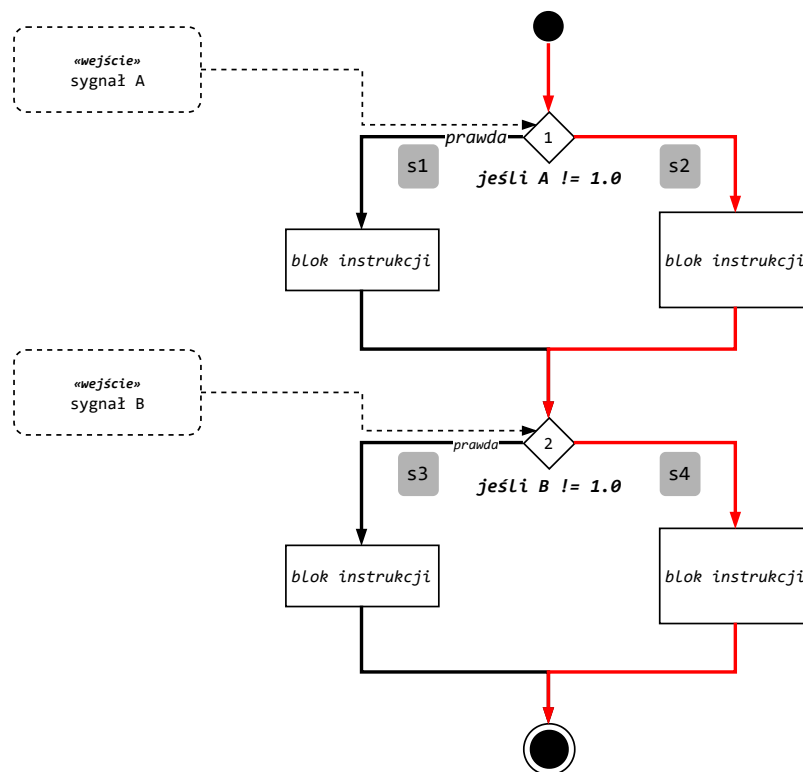 «wejście»
sygnał A
1
prawda
s1
jeśli A != 1.0
s2
blok instrukcji
blok instrukcji
«wejście»
sygnał B
2
prawda
s3
jeśli B != 1.0
s4
blok instrukcji
blok instrukcji